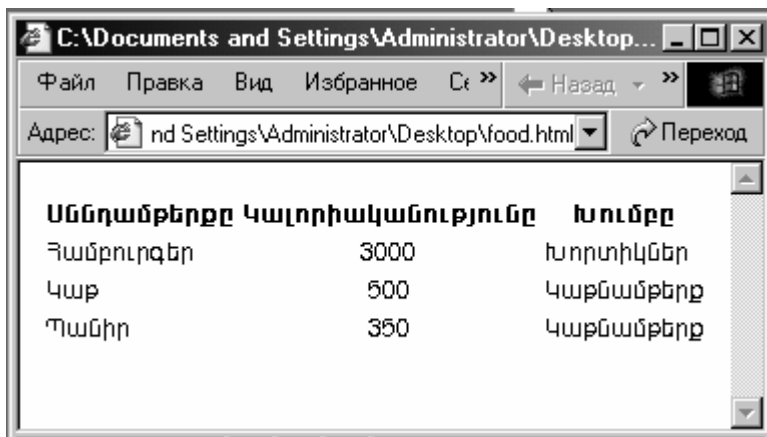 C:\Documents and Settings\Administrator\Desktop...
Файл Правка Вид Избранное Се » Назад »
Адрес: nd Settings\Administrator\Desktop\food.html Переход
Սննդամթերքը Կալորիականությունը Խումբը
Համբուրգեր 3000 Խորտիկներ
Կաթ 500 Կաթնամթերք
Պանիր 350 Կաթնամթերք